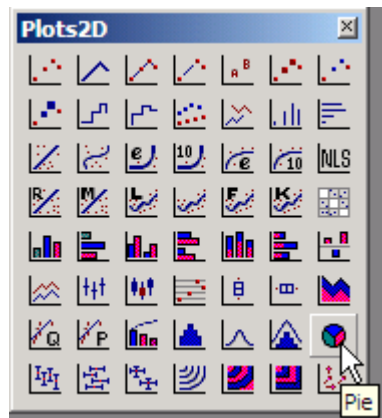 Plots2D
A B
e 10 e 10 NLS
R M L F K
Q P
Pie